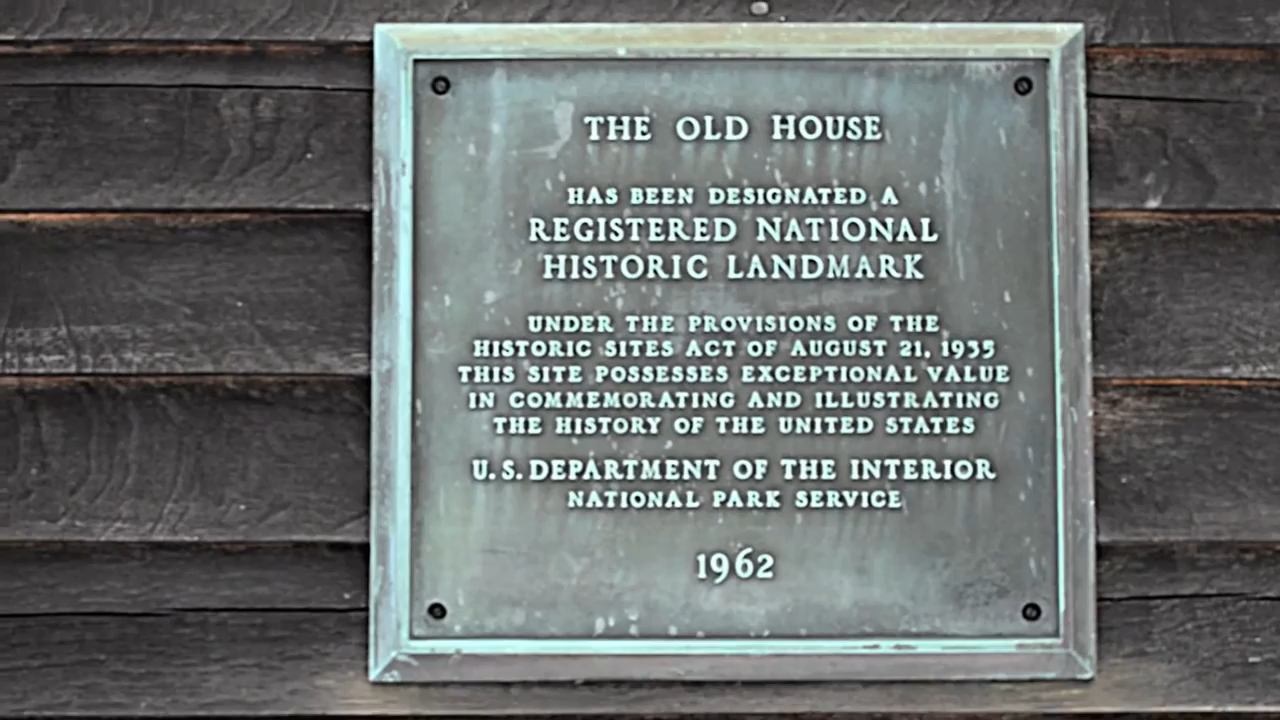 THE OLD HOUSE
HAS BEEN DESIGNATED A
REGISTERED NATIONAL
HISTORIC LANDMARK
UNDER THE PROVISIONS OF THE
HISTORIC SITES ACT OF AUGUST 21, 1935
THIS SITE POSSESSES EXCEPTIONAL VALUE
IN COMMEMORATING AND ILLUSTRATING
THE HISTORY OF THE UNITED STATES
U.S. DEPARTMENT OF THE INTERIOR
NATIONAL PARK SERVICE
1962